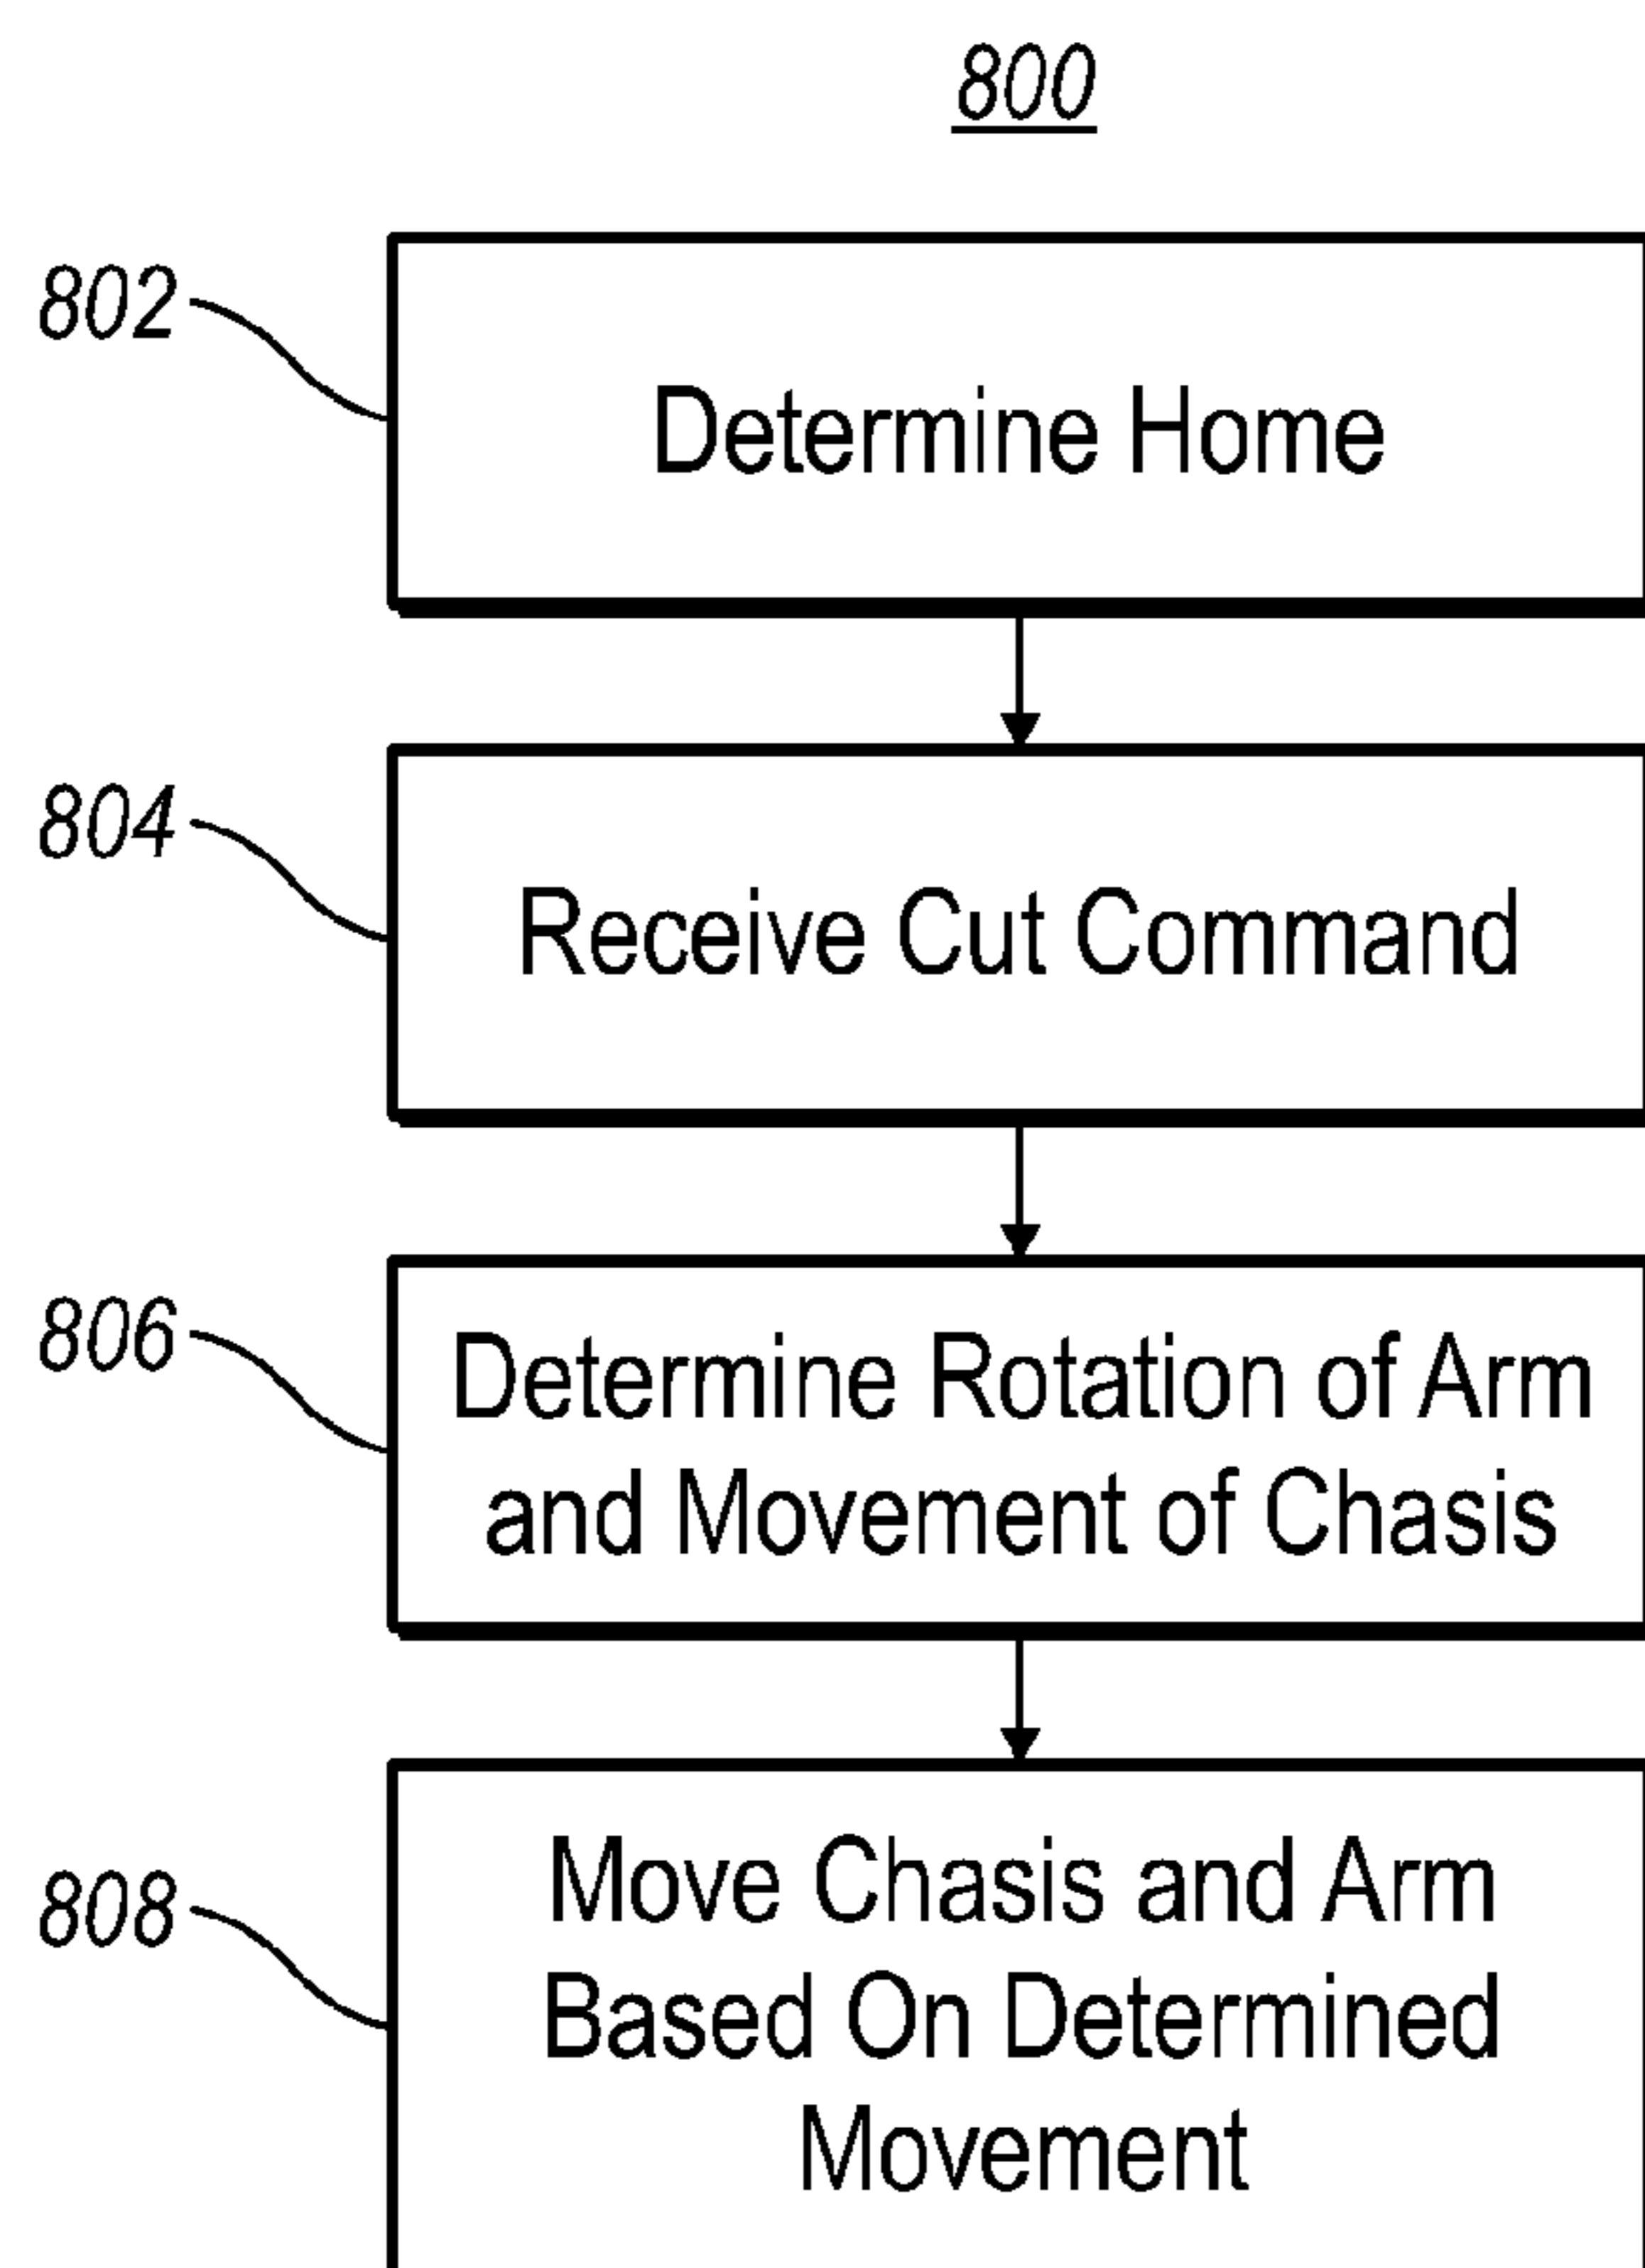 800
802
Determine Home
804
Receive Cut Command
806
Determine Rotation of Arm
and Movement of Chasis
808
Move Chasis and Arm
Based On Determined
Movement